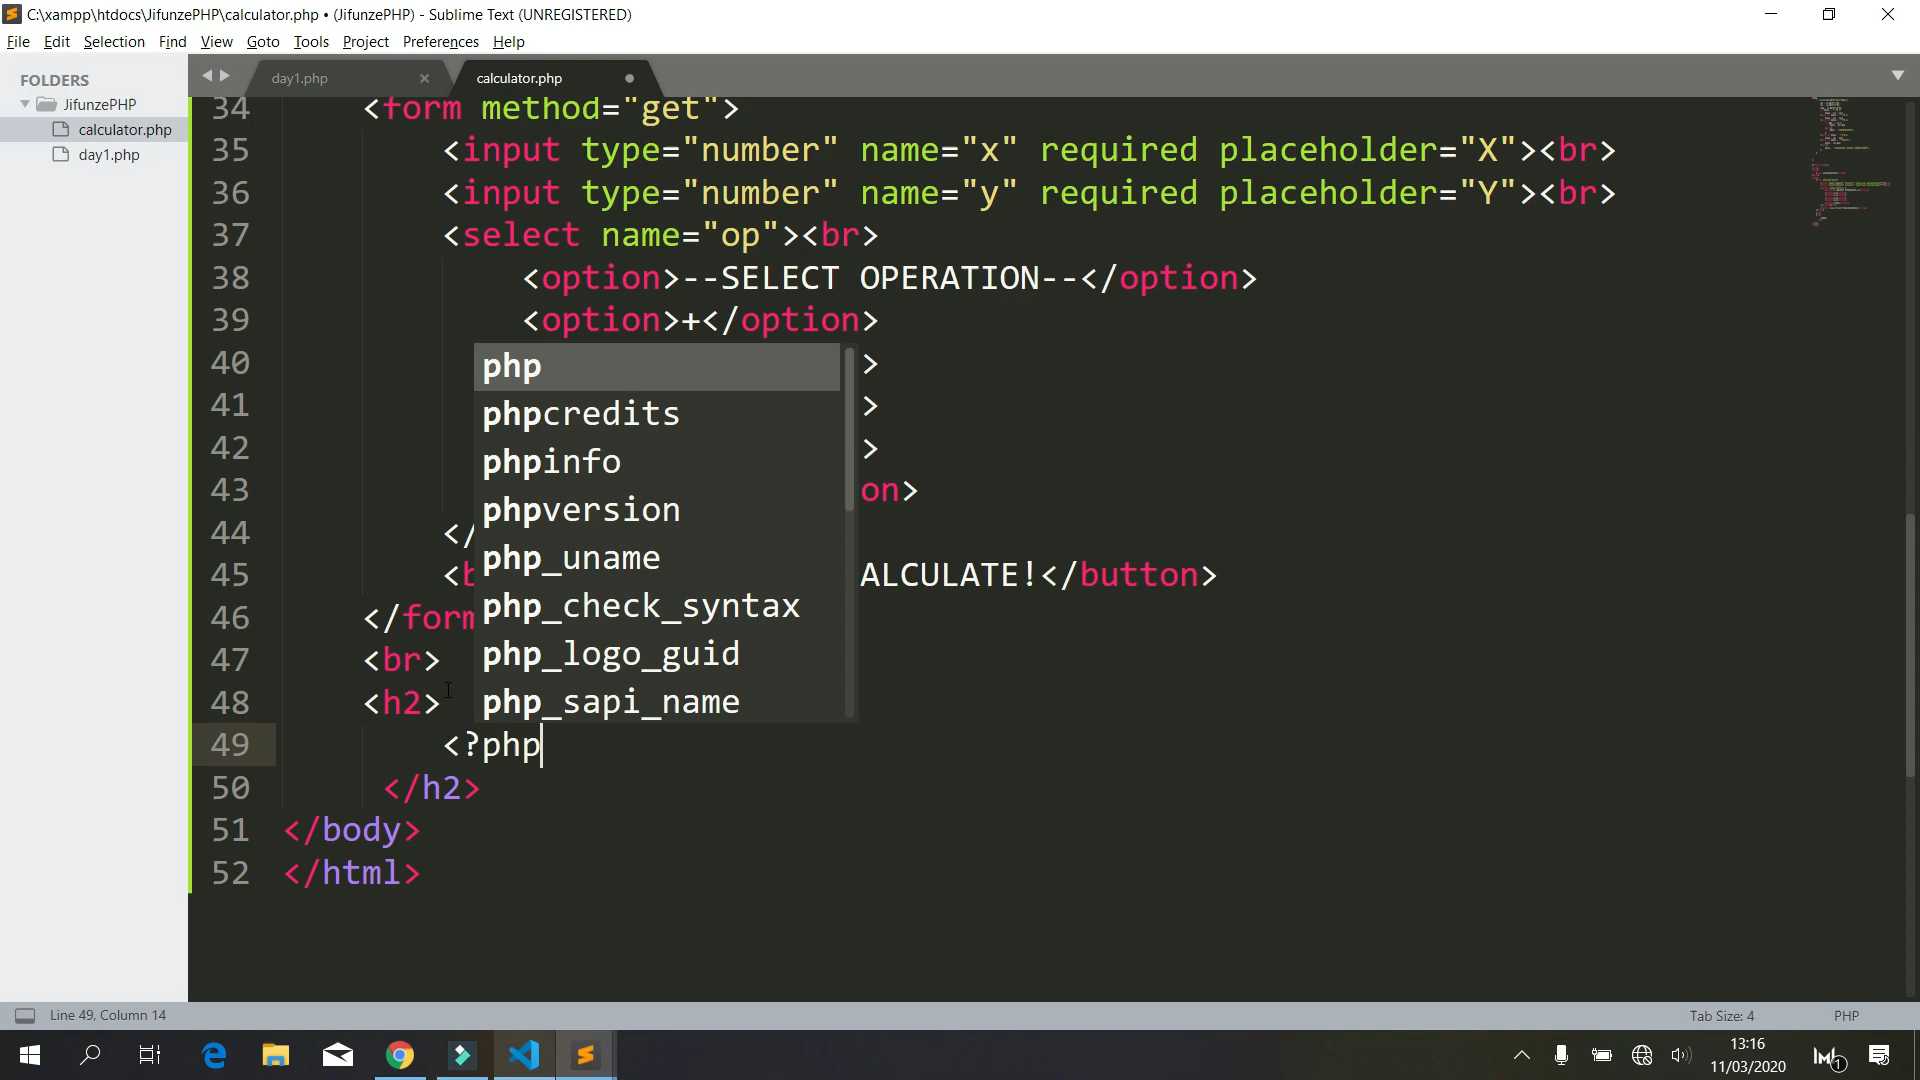 C:\xampp\htdocs\JifunzePHP\calculator.php • (JifunzePHP) - Sublime Text (UNREGISTERED)
File Edit Selection Find View Goto Tools Project Preferences Help
FOLDERS
JifunzePHP
calculator.php
day1.php
day1.php calculator.php
34 <form method="get">
35 <input type="number" name="x" required placeholder="X"><br>
36 <input type="number" name="y" required placeholder="Y"><br>
37 <select name="op"><br>
38 <option>--SELECT OPERATION--</option>
39 <option>+</option>
40 >
41 >
42 >
43 on>
44 </
45 <b ALCULATE!</button>
46 </form
47 <br>
48 <h2>
49 <?php
50 </h2>
51 </body>
52 </html>
php
phpcredits
phpinfo
phpversion
php_uname
php_check_syntax
php_logo_guid
php_sapi_name
Line 49, Column 14 Tab Size: 4 PHP
13:16
11/03/2020
1